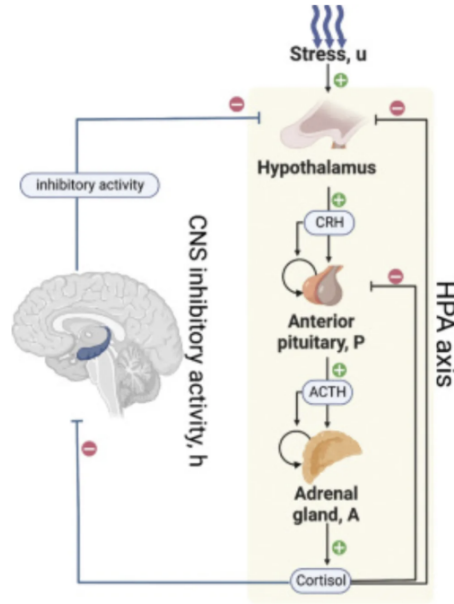 Stress, u
Hypothalamus
inhibitory activity
CRH
CNS inhibitory activity, h
HPA axis
Anterior
pituitary, P
ACTH
Adrenal
gland, A
Cortisol